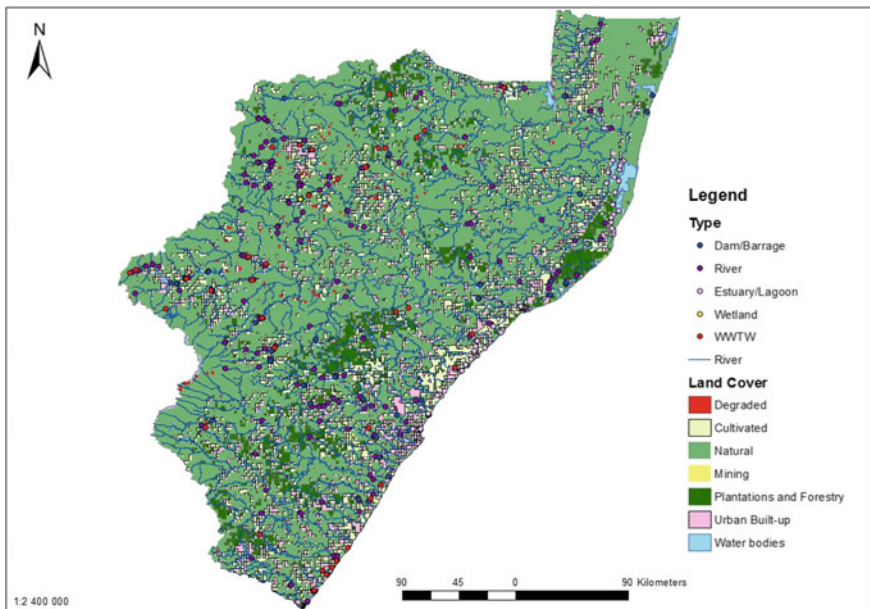 N
Legend
Type
Dam/Barrage
River
Estuary/Lagoon
Wetland
WWTW
River
Land Cover
Degraded
Cultivated
Natural
Mining
Plantations and Forestry
Urban Built-up
Water bodies
90 45 0 90 Kilometers
1:2 400 000